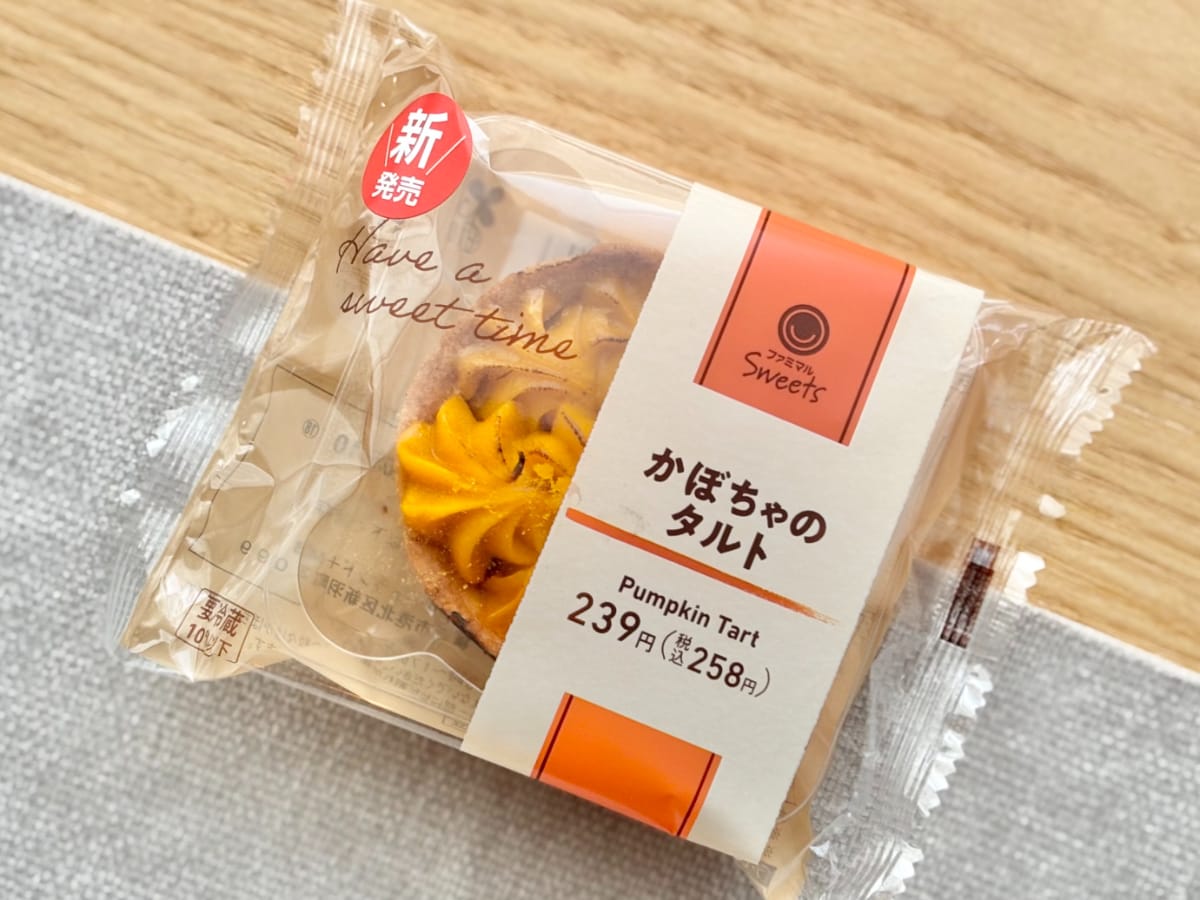 新
発売
Have a
sweet time
ファミマル
Sweets
かぼちゃの
タルト
Pumpkin Tart
239円(税込258円)
要冷蔵
10℃以下